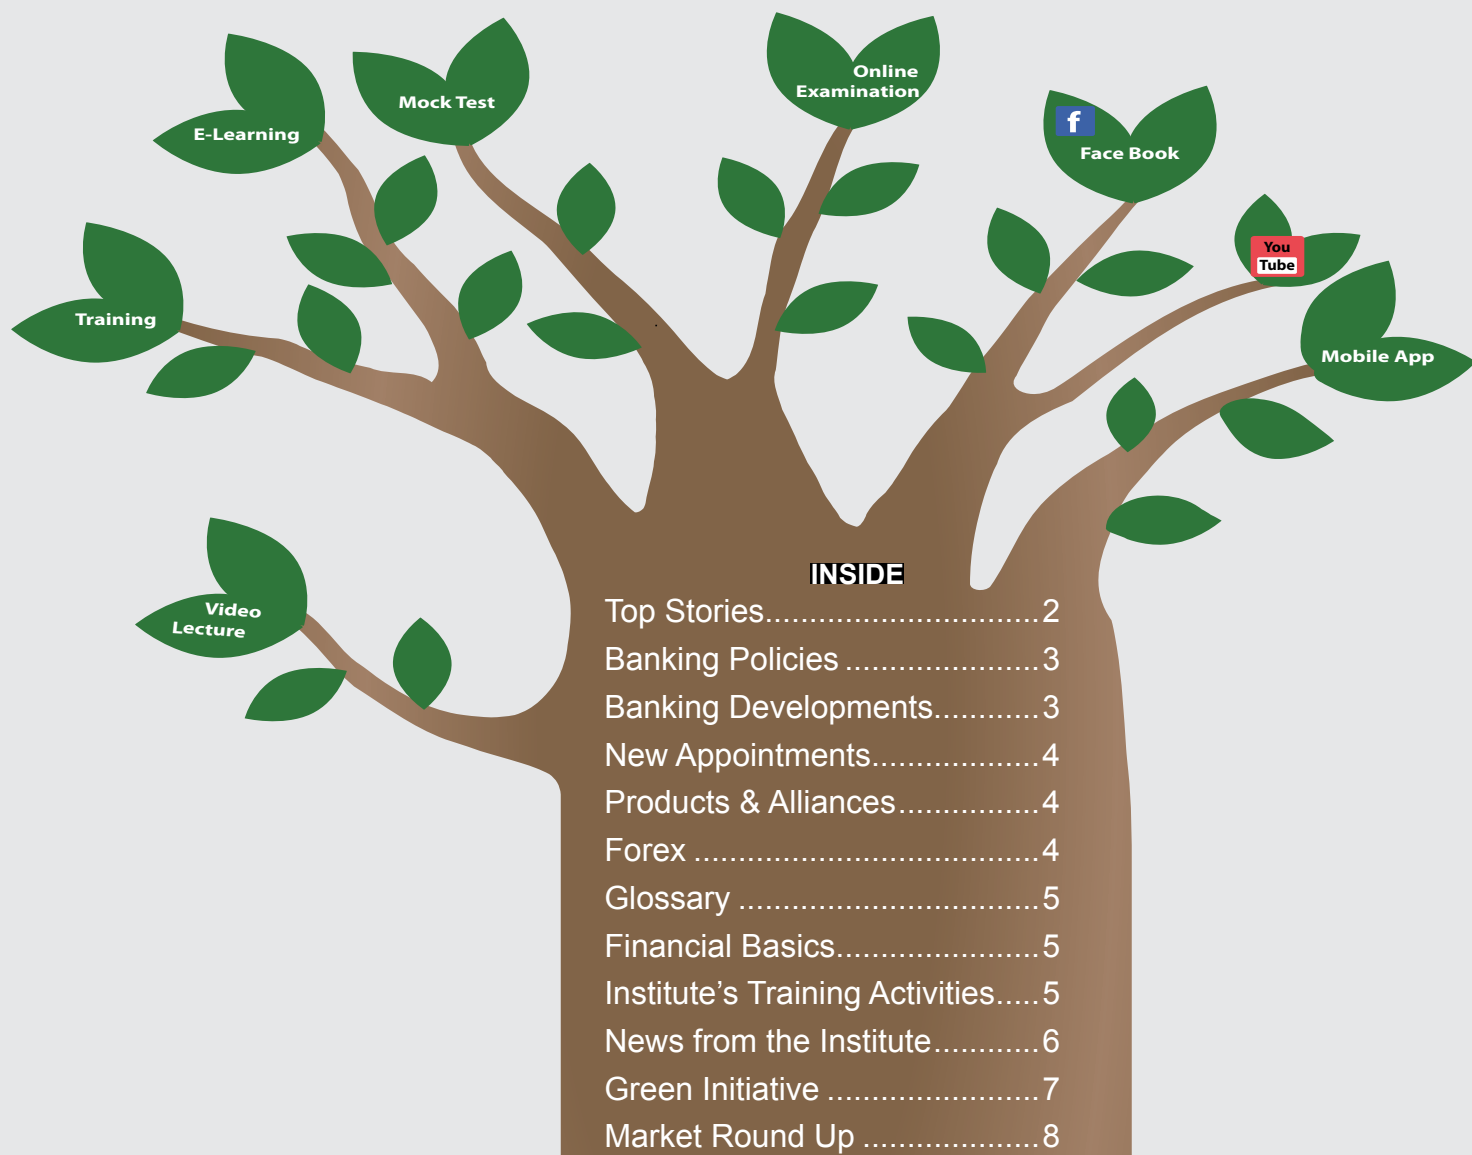 Online
Examination
Mock Test
E-Learning
f
Face Book
You
Tube
Training
Mobile App
Video
Lecture
INSIDE
Top Stories..............................2
Banking Policies .....................3
Banking Developments............3
New Appointments...................4
Products & Alliances................4
Forex ......................................4
Glossary .................................5
Financial Basics.......................5
Institute’s Training Activities.....5
News from the Institute............6
Green Initiative ........................7
Market Round Up ....................8